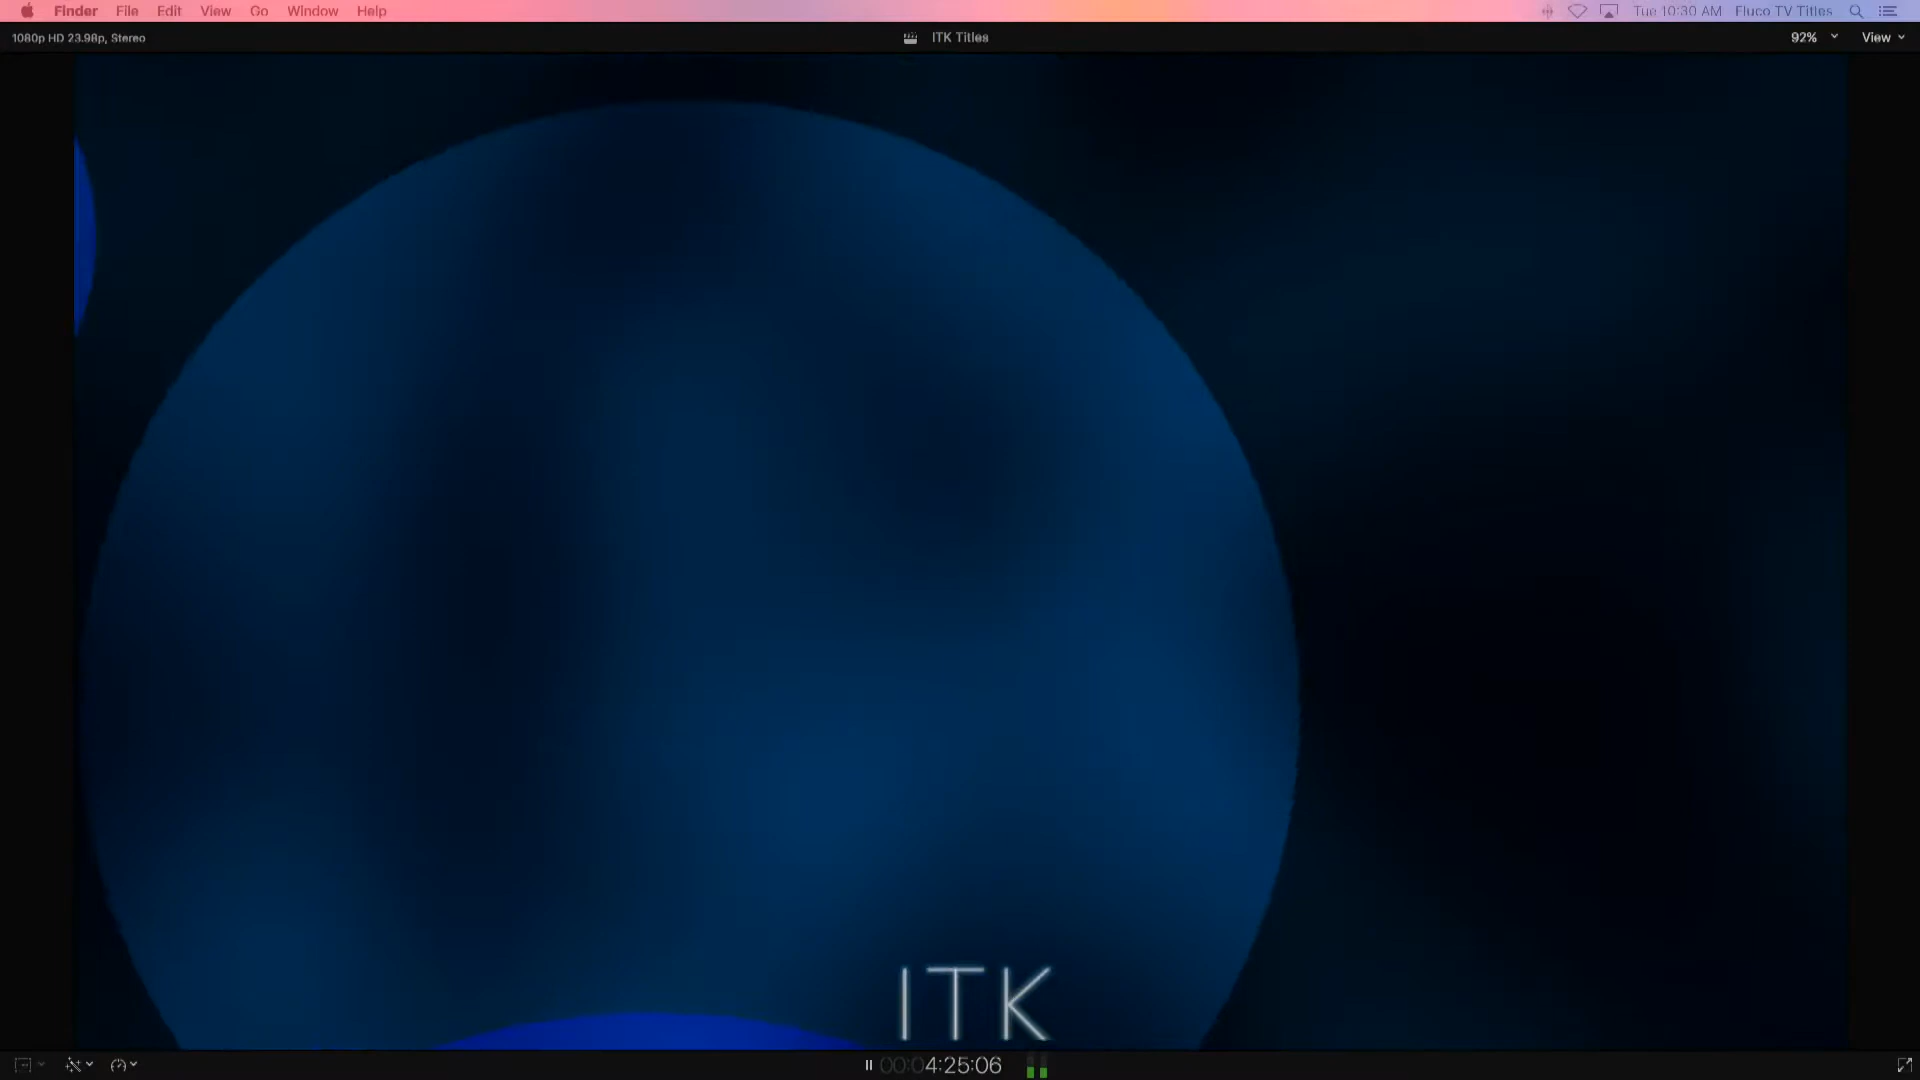 Finder File Edit View Go Window Help Tue 10:30 AM Fluco TV Titles
1080p HD 23.98p, Stereo ITK Titles 92% View
ITK
00:04:25:06